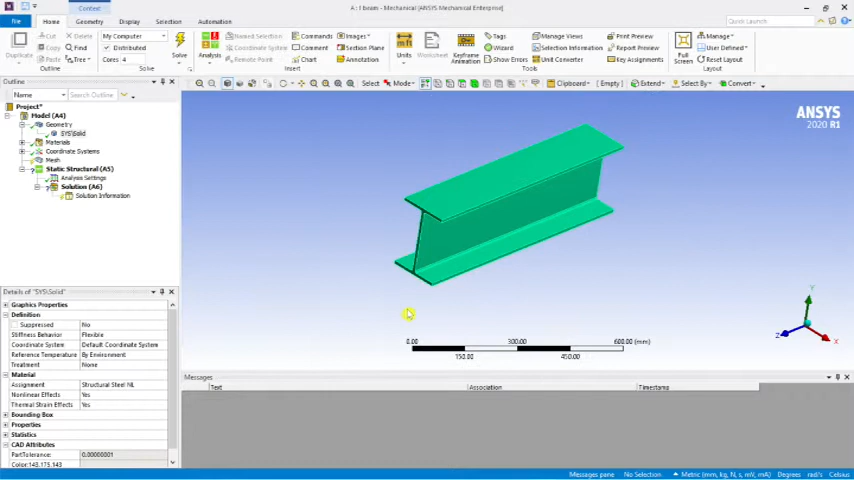 A : I beam - Mechanical (ANSYS Mechanical Enterprise)
Context
File Home Geometry Display Selection Automation Quick Launch
Duplicate Cut Delete My Computer Solve Analysis Named Selections Commands Images Units Worksheet Keyframe Animation Tags Manage Views Print Preview Full Screen Manage
Copy Find Distributed Coordinate System Comment Section Plane Wizard Selection Information Report Preview User Defined
Paste Tree Cores 4 Remote Point Chart Annotation Show Errors Unit Converter Key Assignments Reset Layout
Outline Solve Insert Tools Layout
Outline
Select Mode Clipboard [ Empty ] Extend Select By Convert
Name Search Outline
Project*
Model (A4)
Geometry
SYS\Solid
Materials
Coordinate Systems
Mesh
Static Structural (A5)
Analysis Settings
Solution (A6)
Solution Information
ANSYS
2020 R1
0.00 300.00 600.00 (mm)
150.00 450.00
Y
Z
X
Details of "SYS\Solid"
Graphics Properties
Definition
Suppressed No
Stiffness Behavior Flexible
Coordinate System Default Coordinate System
Reference Temperature By Environment
Treatment None
Material
Assignment Structural Steel NL
Nonlinear Effects Yes
Thermal Strain Effects Yes
Bounding Box
Properties
Statistics
CAD Attributes
PartTolerance: 0.00000001
Color:148.175.143
Messages
Text Association Timestamp
Messages pane No Selection Metric (mm, kg, N, s, mV, mA) Degrees rad/s Celsius